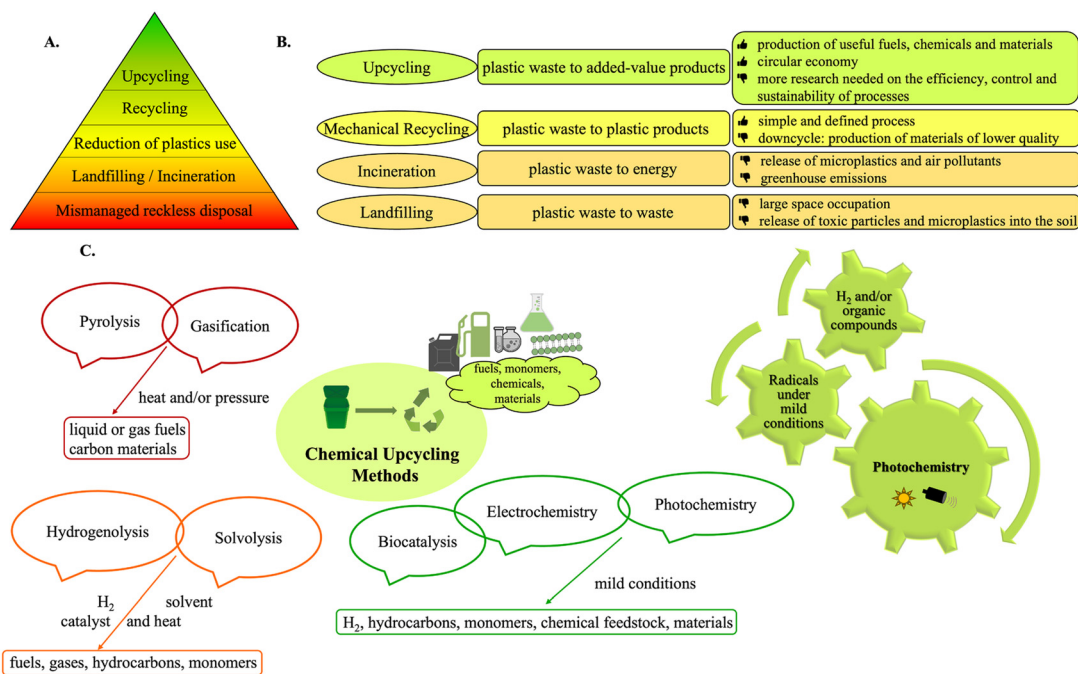 A.
Upcycling
Recycling
Reduction of plastics use
Landfilling / Incineration
Mismanaged reckless disposal
B.
Upcycling
plastic waste to added-value products
production of useful fuels, chemicals and materials
circular economy
more research needed on the efficiency, control and
sustainability of processes
Mechanical Recycling
plastic waste to plastic products
simple and defined process
downcycle: production of materials of lower quality
Incineration
plastic waste to energy
release of microplastics and air pollutants
greenhouse emissions
Landfilling
plastic waste to waste
large space occupation
release of toxic particles and microplastics into the soil
C.
Pyrolysis
Gasification
heat and/or pressure
liquid or gas fuels
carbon materials
fuels, monomers,
chemicals,
materials
Chemical Upcycling
Methods
Hydrogenolysis
Solvolysis
H₂
catalyst
solvent
and heat
fuels, gases, hydrocarbons, monomers
Biocatalysis
Electrochemistry
Photochemistry
mild conditions
H₂, hydrocarbons, monomers, chemical feedstock, materials
H₂ and/or
organic
compounds
Radicals
under
mild
conditions
Photochemistry